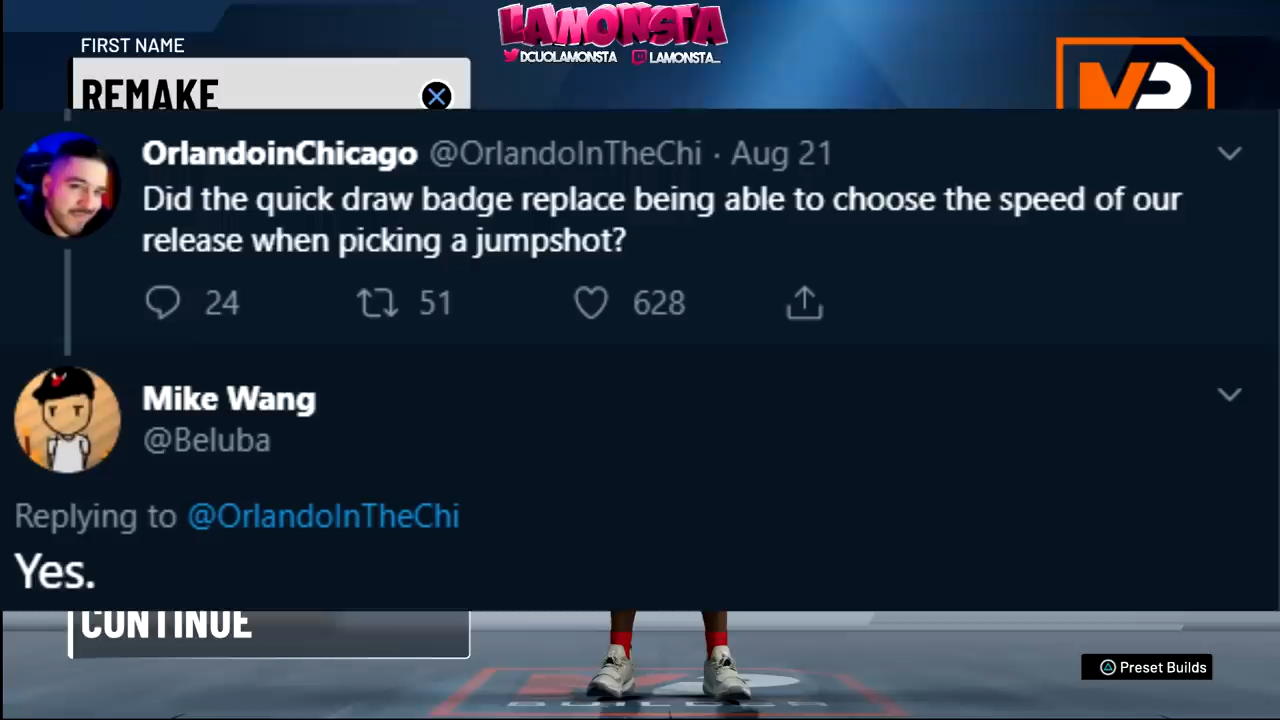 LAMONSTA
DCUOLAMONSTA LAMONSTA_
FIRST NAME
REMAKE
MP
OrlandoinChicago @OrlandoInTheChi · Aug 21
Did the quick draw badge replace being able to choose the speed of our
release when picking a jumpshot?
24 51 628
Mike Wang
@Beluba
Replying to @OrlandoInTheChi
Yes.
CONTINUE
Preset Builds
BUILDER